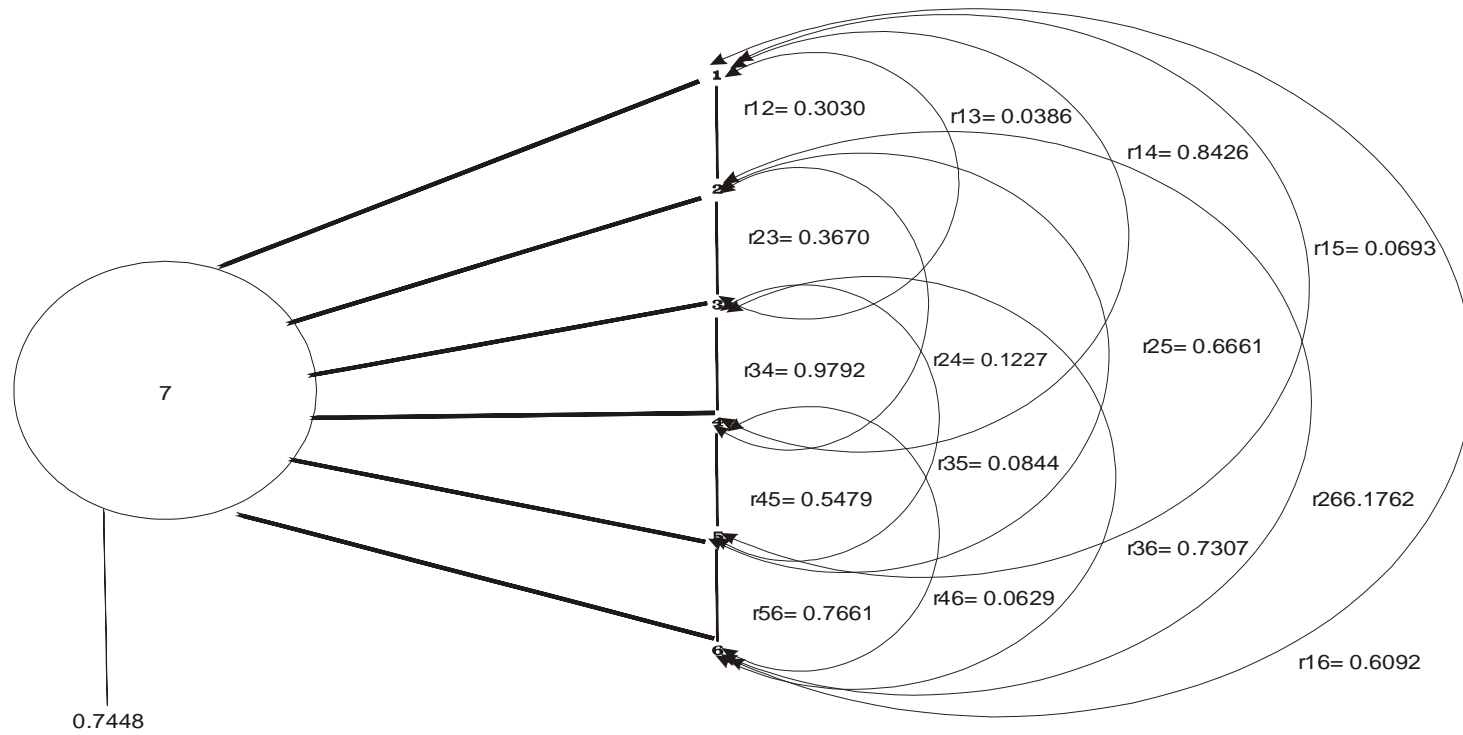 1
r12= 0.3030
r13= 0.0386
r14= 0.8426
2
r23= 0.3670
r15= 0.0693
3
r34= 0.9792
r24= 0.1227
r25= 0.6661
7
4
r35= 0.0844
r45= 0.5479
r266.1762
5
r36= 0.7307
r56= 0.7661
r46= 0.0629
6
r16= 0.6092
0.7448